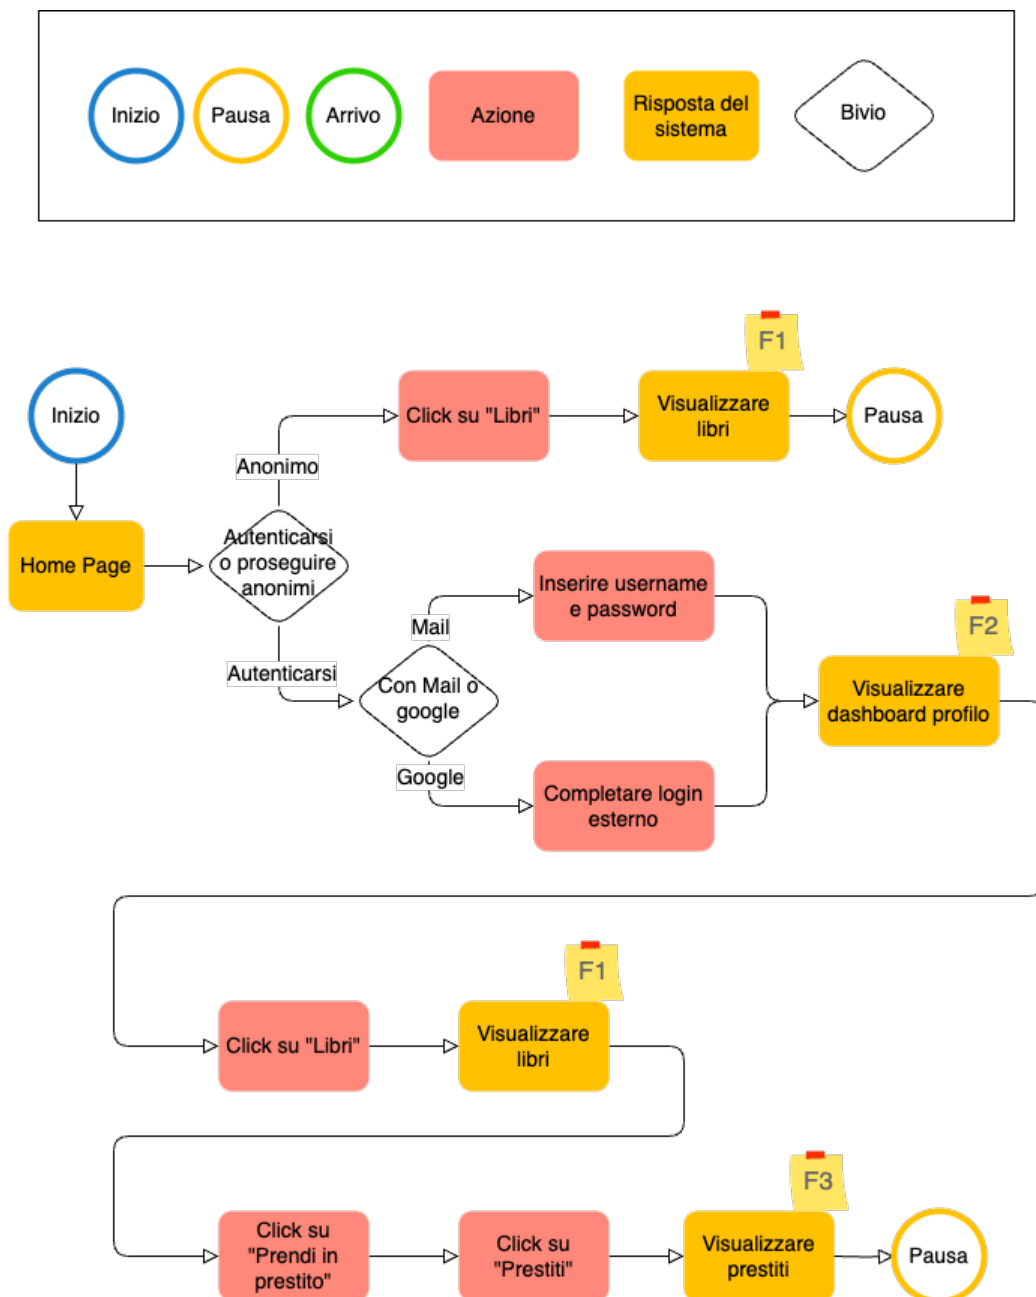 Inizio
Pausa
Arrivo
Azione
Risposta del
sistema
Bivio
F1
Inizio
Click su "Libri"
Visualizzare
libri
Pausa
Anonimo
Home Page
Autenticarsi
o proseguire
anonimi
Inserire username
e password
Mail
F2
Autenticarsi
Con Mail o
google
Visualizzare
dashboard profilo
Google
Completare login
esterno
F1
Click su "Libri"
Visualizzare
libri
F3
Click su
"Prendi in
prestito"
Click su
"Prestiti"
Visualizzare
prestiti
Pausa